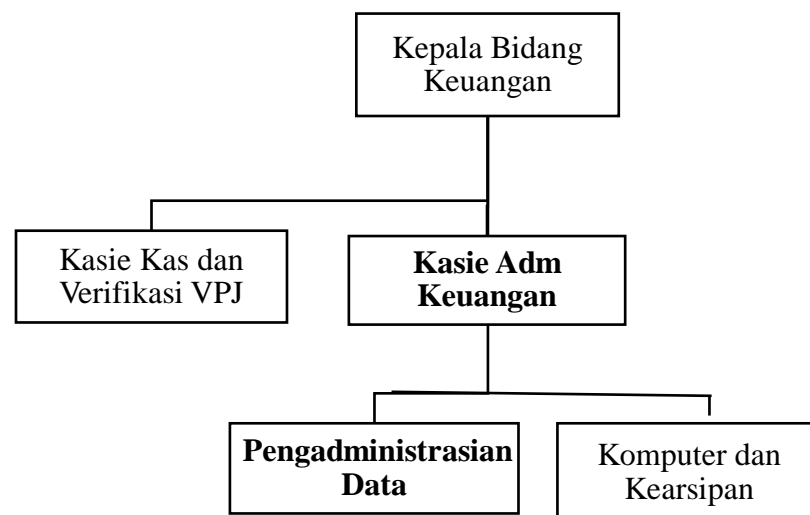 Kepala Bidang
Keuangan
Kasie Kas dan
Verifikasi VPJ
Kasie Adm
Keuangan
Pengadministrasian
Data
Komputer dan
Kearsipan